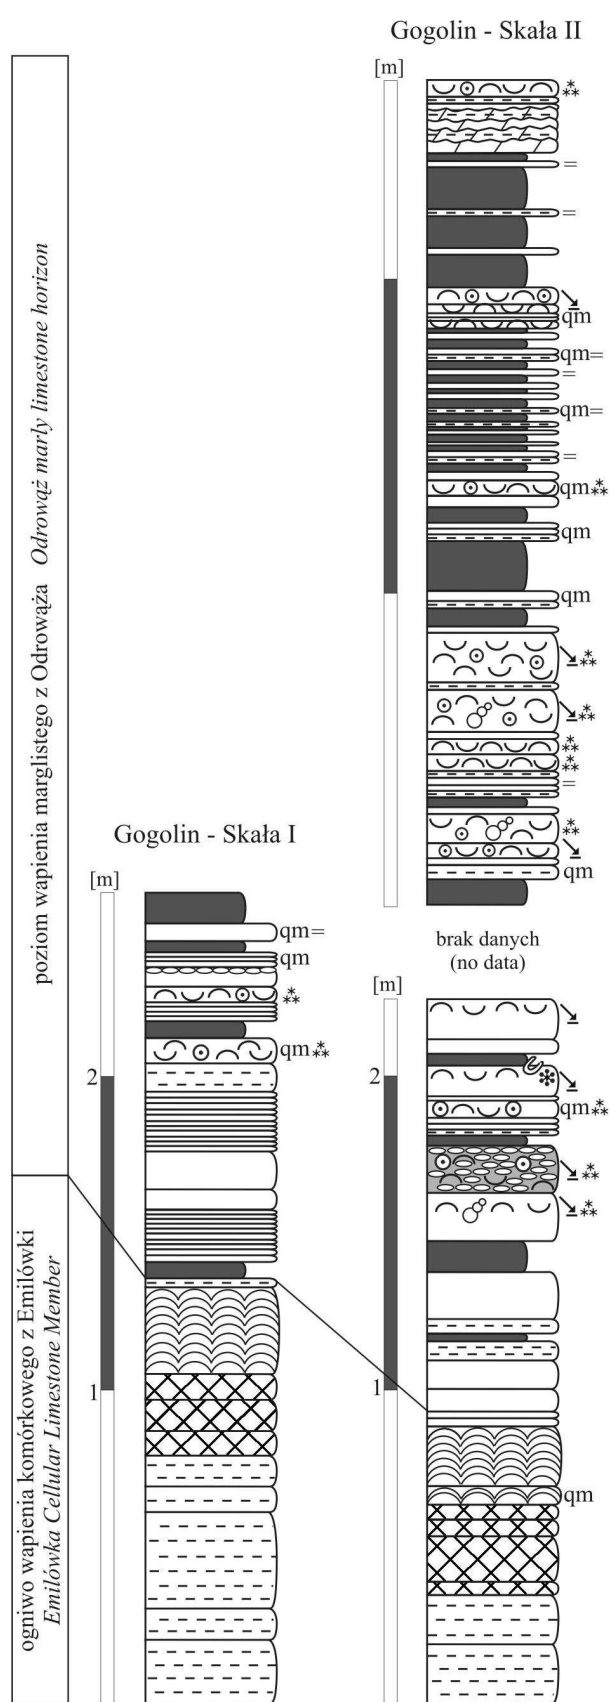 Gogolin - Skała II
[m]
=
=
qm
qm=
=
qm=
=
qm
qm
qm
=
qm
poziom wapienia marglistego z Odrowąża Odrowąż marly limestone horizon
Gogolin - Skała I
[m]
qm=
qm
qm
2
1
brak danych
(no data)
[m]
2
qm
1
qm
ogniwo wapienia komórkowego z Emilówki
Emilówka Cellular Limestone Member